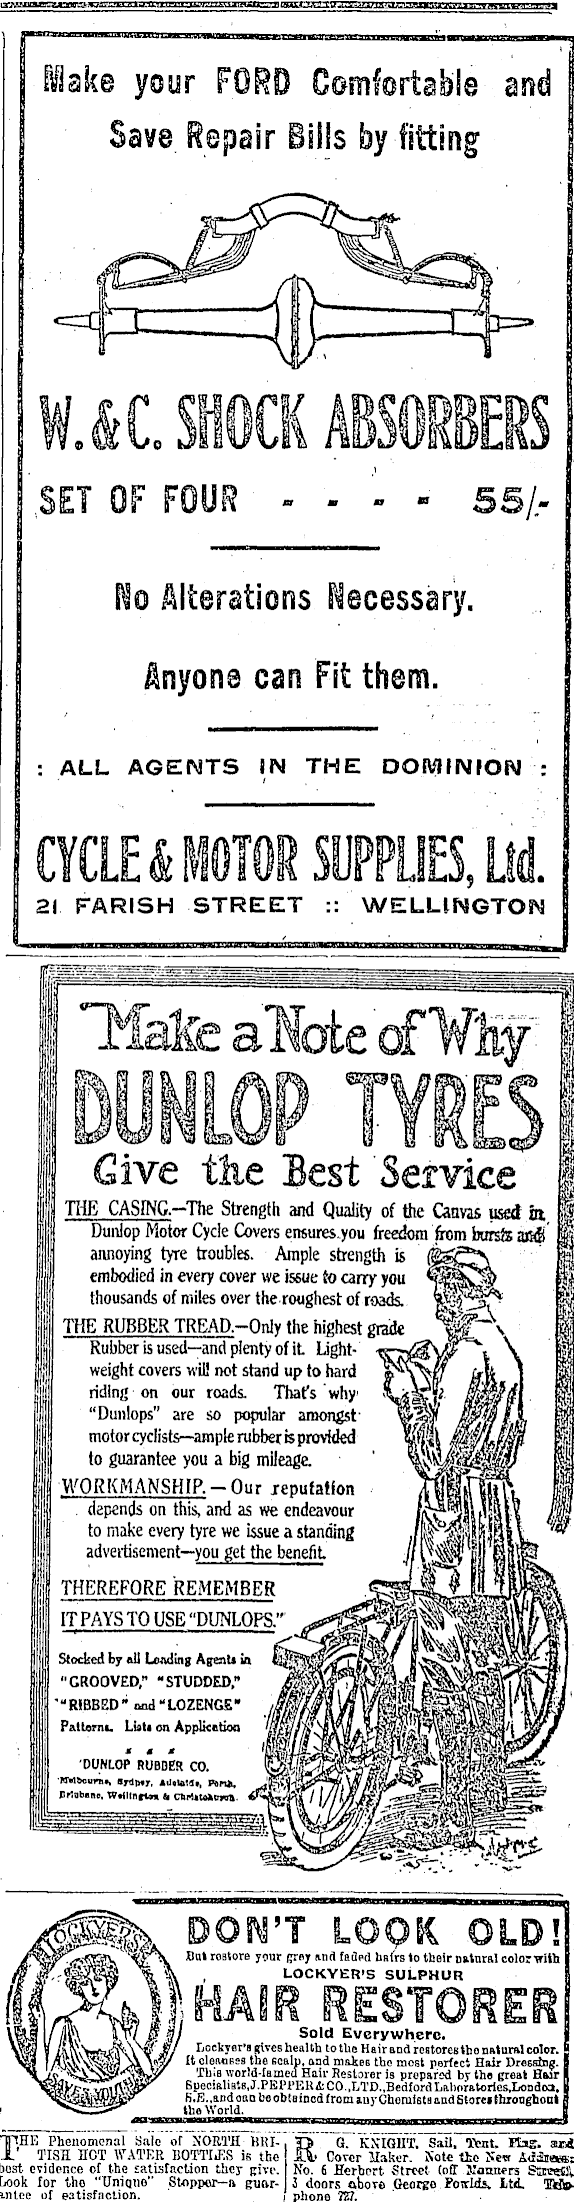 Make your FORD Comfortable and
Save Repair Bills by fitting
W. & C. SHOCK ABSORBERS
SET OF FOUR - - - - 55/-
No Alterations Necessary.
Anyone can Fit them.
: ALL AGENTS IN THE DOMINION :
CYCLE & MOTOR SUPPLIES, Ltd.
21 FARISH STREET :: WELLINGTON
Make a Note of Why
DUNLOP TYRES
Give the Best Service
THE CASING.—The Strength and Quality of the Canvas used in
Dunlop Motor Cycle Covers ensures you freedom from bursts and
annoying tyre troubles. Ample strength is
embodied in every cover we issue to carry you
thousands of miles over the roughest of roads.
THE RUBBER TREAD.—Only the highest grade
Rubber is used—and plenty of it. Light-
weight covers will not stand up to hard
riding on our roads. That's why
"Dunlops" are so popular amongst
motor cyclists—ample rubber is provided
to guarantee you a big mileage.
WORKMANSHIP.—Our reputation
depends on this, and as we endeavour
to make every tyre we issue a standing
advertisement—you get the benefit.
THEREFORE REMEMBER
IT PAYS TO USE "DUNLOPS."
Stocked by all Leading Agents in
"GROOVED," "STUDDED,"
"RIBBED" and "LOZENGE"
Patterns. Lists on Application
DUNLOP RUBBER CO.
Melbourne, Sydney, Adelaide, Perth,
Brisbane, Wellington & Christchurch.
LOCKYER'S
SAVES YOUTH
DON'T LOOK OLD!
But restore your grey and faded hairs to their natural color with
LOCKYER'S SULPHUR
HAIR RESTORER
Sold Everywhere.
Lockyer's gives health to the Hair and restores the natural color.
It cleanses the scalp, and makes the most perfect Hair Dressing.
This world-famed Hair Restorer is prepared by the great Hair
Specialists, J. PEPPER & CO., LTD., Bedford Laboratories, London,
S.E., and can be obtained from any Chemists and Stores throughout
the World.
THE Phenomenal Sale of NORTH BRI-
TISH HOT WATER BOTTLES is the
best evidence of the satisfaction they give.
Look for the "Unique" Stopper—a guar-
antee of satisfaction.
R. G. KNIGHT, Sail, Tent, Flag, and
Cover Maker. Note the New Address:
No. 6 Herbert Street (off Manners Street),
3 doors above George Ltd. Tele-
phone 727.